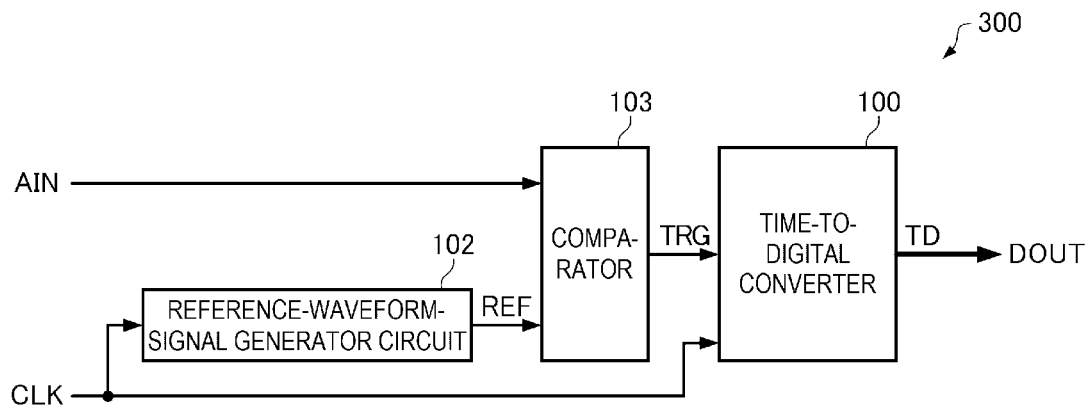 300
103
100
AIN
COMPA-
RATOR
TRG
TIME-TO-
DIGITAL
CONVERTER
TD
DOUT
102
REFERENCE-WAVEFORM-
SIGNAL GENERATOR CIRCUIT
REF
CLK